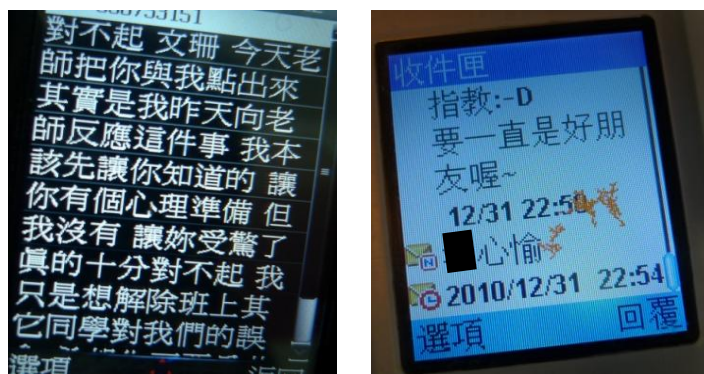 對不起 文珊 今天老
師把你與我點出來
其實是我昨天向老
師反應這件事 我本
該先讓你知道的 讓
你有個心理準備 但
我沒有 讓妳受驚了
眞的十分對不起 我
只是想解除班上其
它同學對我們的誤
選項
收件匣
指教:-D
要一直是好朋
友喔~
12/31 22:5
心愉
2010/12/31 22:54
選項 回覆